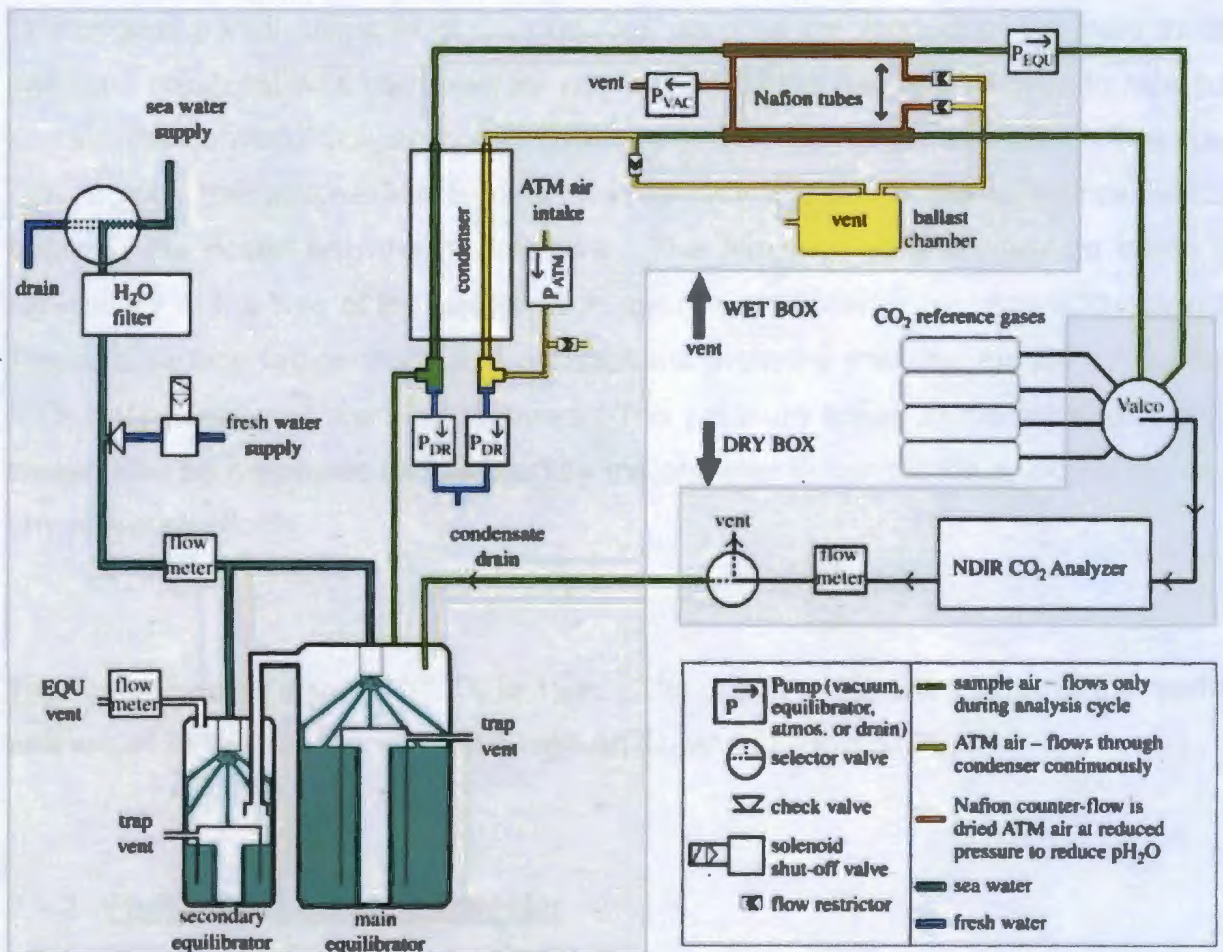 sea water
supply
drain
H₂O
filter
fresh water
supply
flow
meter
EQU
vent
flow
meter
trap
vent
secondary
equilibrator
main
equilibrator
trap
vent
condenser
ATM air
intake
P_ATM
P_DR
P_DR
condensate
drain
vent
P_VAC
Nafion tubes
P_EQU
vent
ballast
chamber
WET BOX
vent
DRY BOX
CO₂ reference gases
Valco
vent
flow
meter
NDIR CO₂ Analyzer
P
Pump (vacuum,
equilibrator,
atmos. or drain)
selector valve
check valve
solenoid
shut-off valve
flow restrictor
sample air – flows only
during analysis cycle
ATM air – flows through
condenser continuously
Nafion counter-flow is
dried ATM air at reduced
pressure to reduce pH₂O
sea water
fresh water